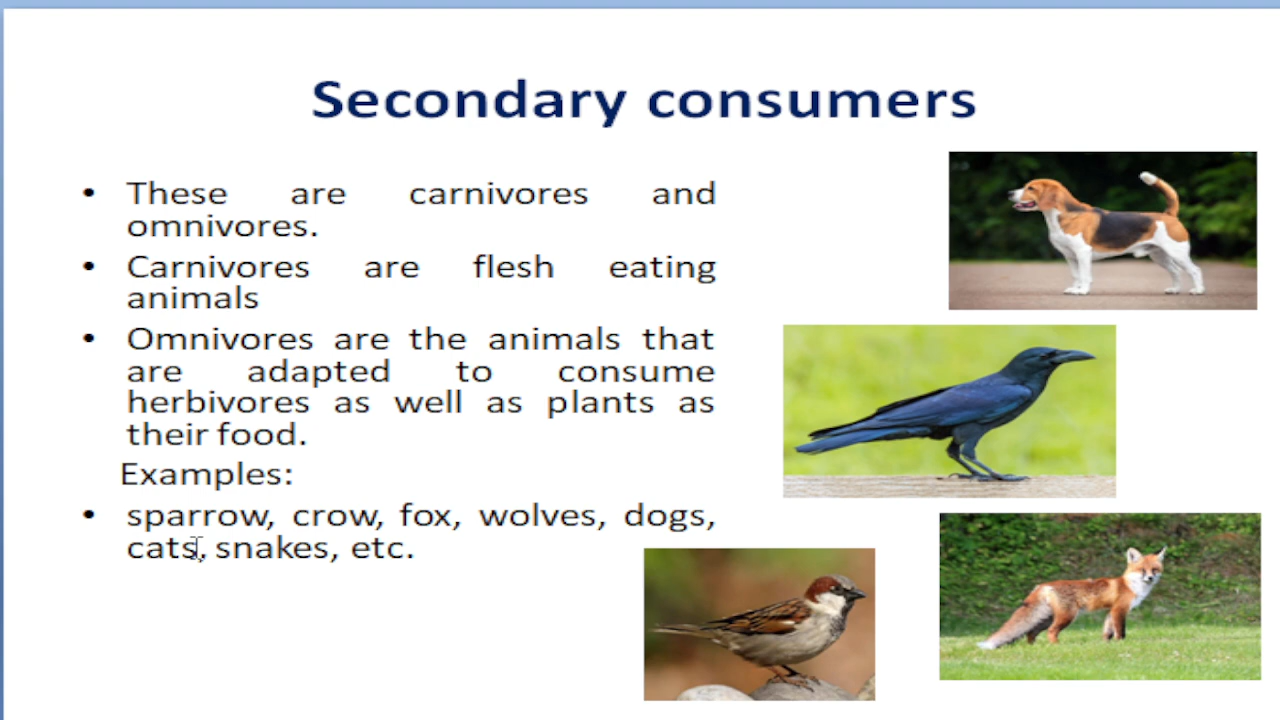 Secondary consumers
• These are carnivores and
omnivores.
• Carnivores are flesh eating
animals
• Omnivores are the animals that
are adapted to consume
herbivores as well as plants as
their food.
Examples:
• sparrow, crow, fox, wolves, dogs,
cats, snakes, etc.